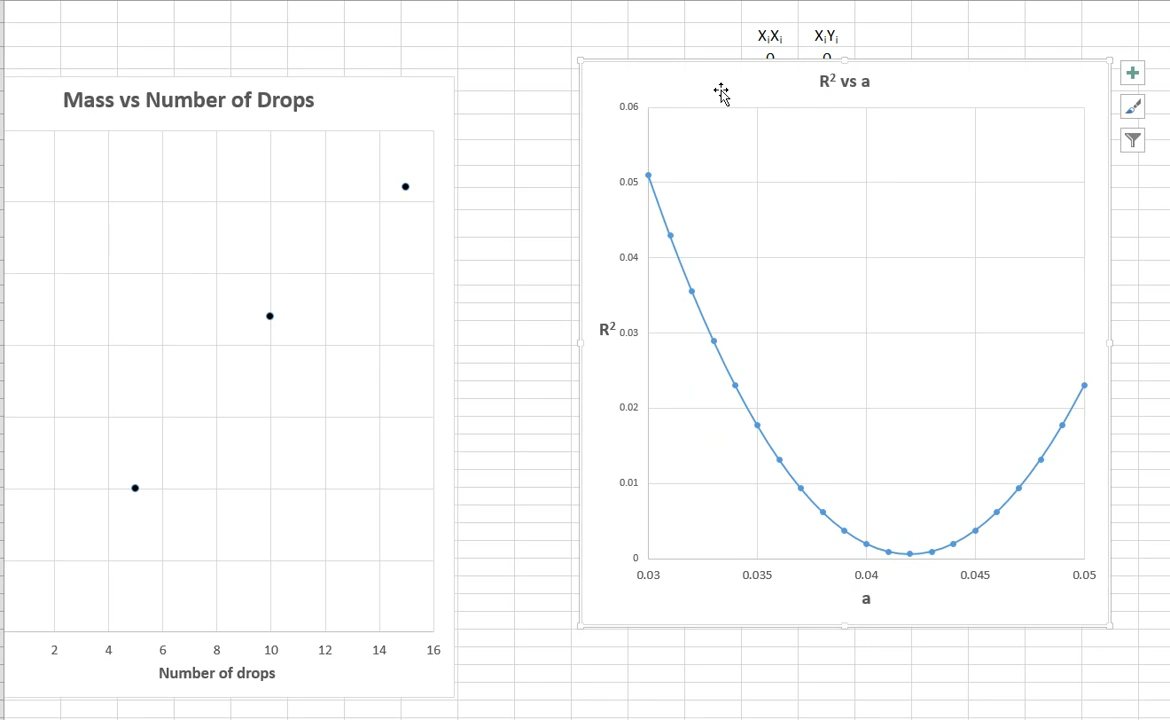 XᵢXᵢ XᵢYᵢ
0 0
Mass vs Number of Drops
2 4 6 8 10 12 14 16
Number of drops
R² vs a
0.06
0.05
0.04
R² 0.03
0.02
0.01
0
0.03 0.035 0.04 0.045 0.05
a